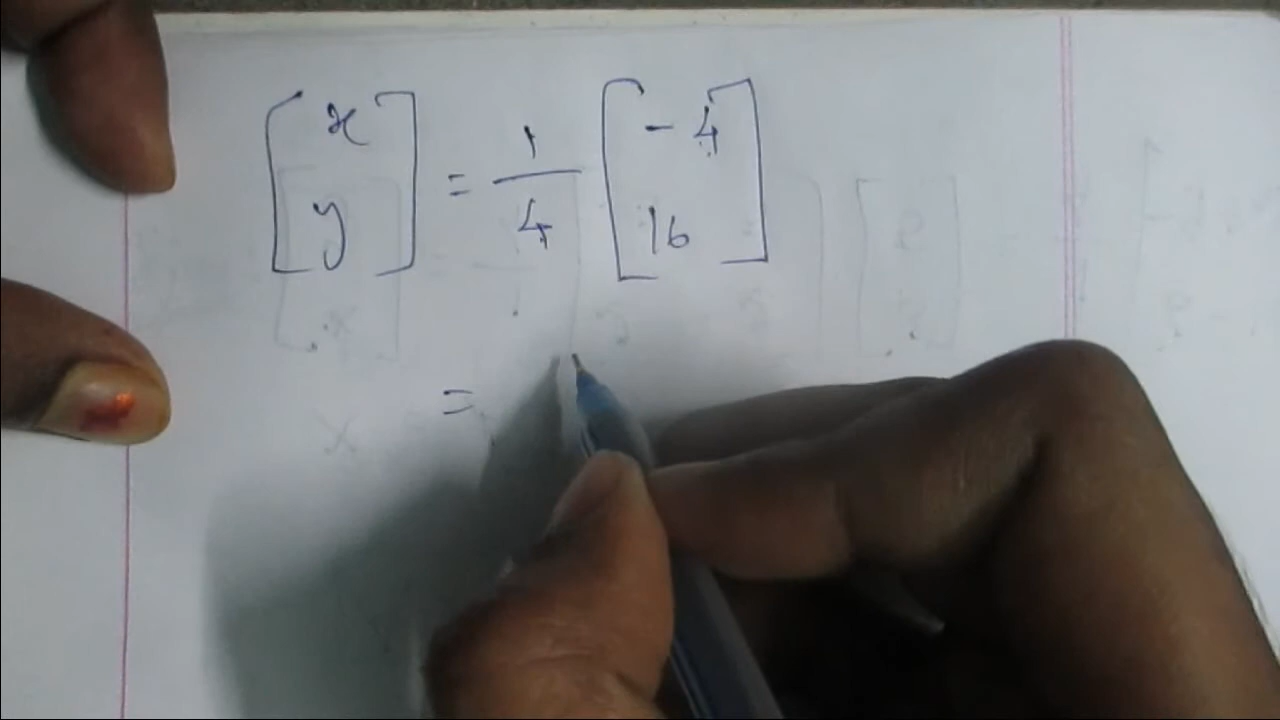 [x y] = 1/4 [-4 16]
=